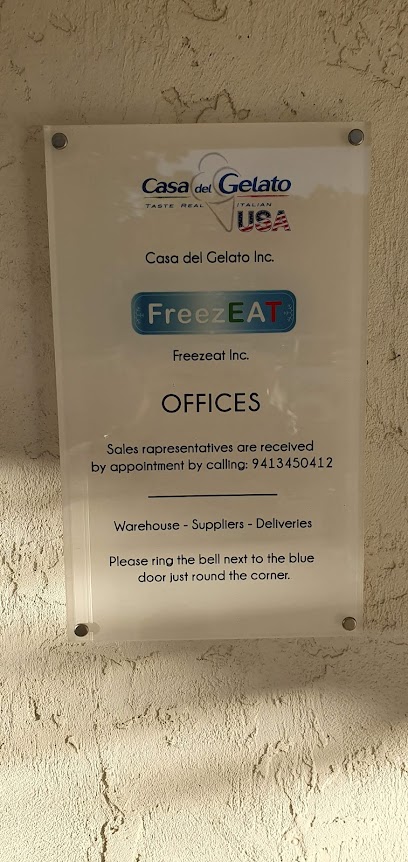 Casa del Gelato
TASTE REAL ITALIAN
USA
Casa del Gelato Inc.
FreezEAT
Freezeat Inc.
OFFICES
Sales rapresentatives are received
by appointment by calling: 9413450412
Warehouse - Suppliers - Deliveries
Please ring the bell next to the blue
door just round the corner.